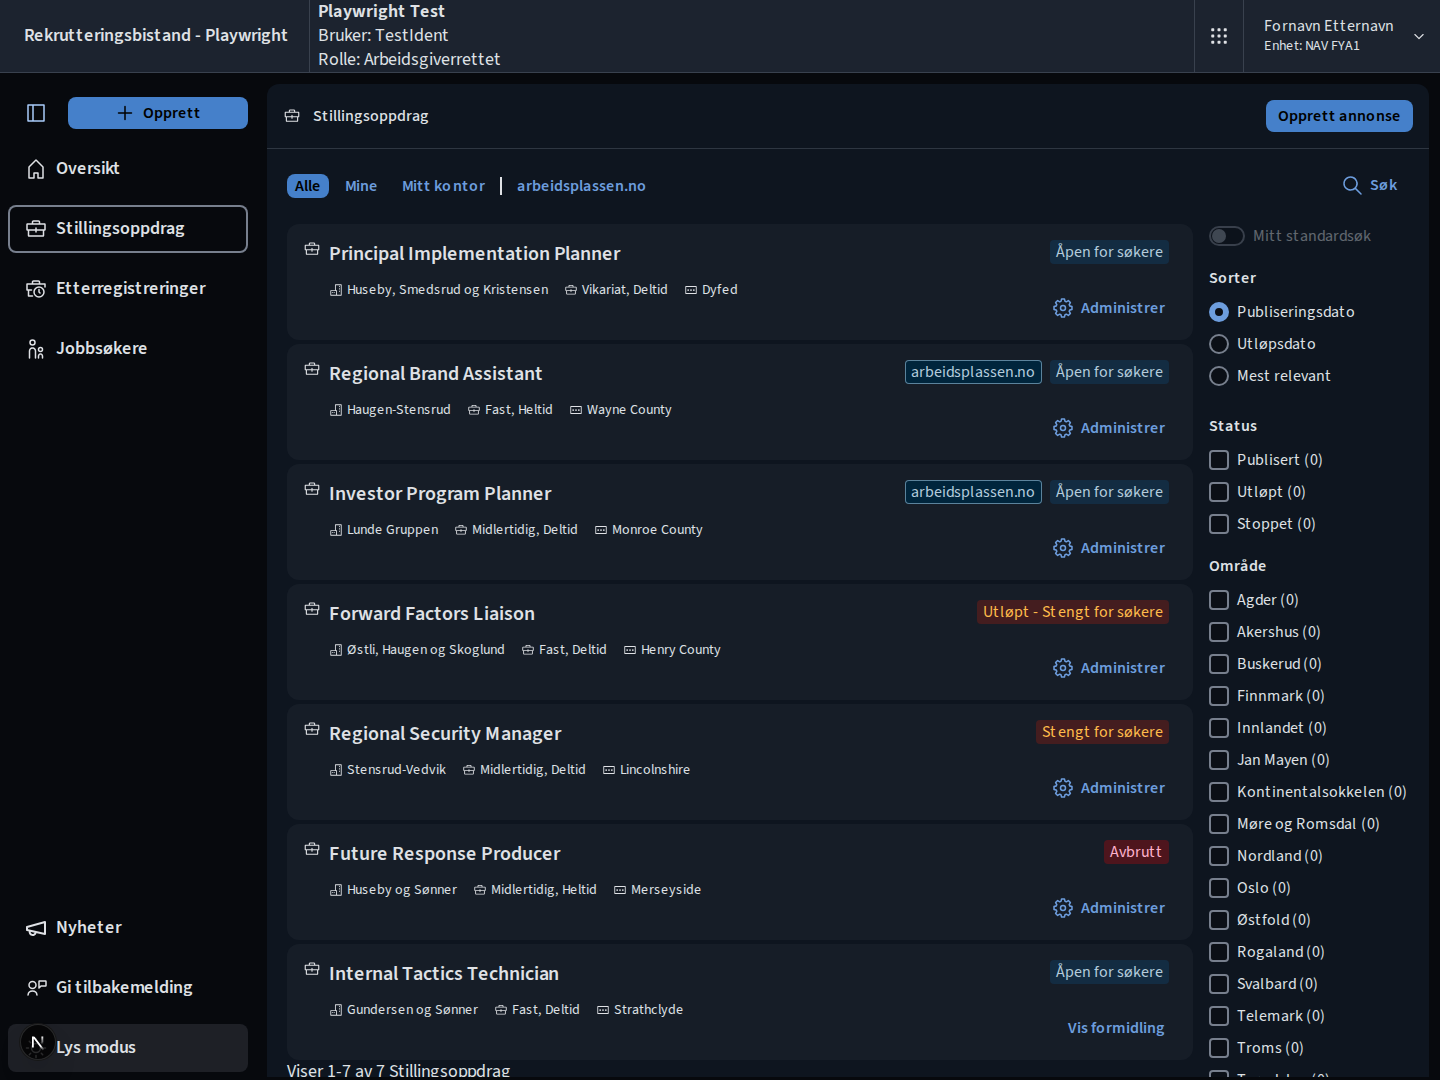 Rekrutteringsbistand - Playwright
Playwright Test
Bruker: TestIdent
Rolle: Arbeidsgiverrettet
Fornavn Etternavn
Enhet: NAV FYA1
Opprett
Oversikt
Stillingsoppdrag
Etterregistreringer
Jobbsøkere
Nyheter
Gi tilbakemelding
N
Lys modus
Stillingsoppdrag
Opprett annonse
Alle
Mine
Mitt kontor
arbeidsplassen.no
Søk
Principal Implementation Planner
Åpen for søkere
Huseby, Smedsrud og Kristensen
Vikariat, Deltid
Dyfed
Administrer
Regional Brand Assistant
arbeidsplassen.no
Åpen for søkere
Haugen-Stensrud
Fast, Heltid
Wayne County
Administrer
Investor Program Planner
arbeidsplassen.no
Åpen for søkere
Lunde Gruppen
Midlertidig, Deltid
Monroe County
Administrer
Forward Factors Liaison
Utløpt - Stengt for søkere
Østli, Haugen og Skoglund
Fast, Deltid
Henry County
Administrer
Regional Security Manager
Stengt for søkere
Stensrud-Vedvik
Midlertidig, Deltid
Lincolnshire
Administrer
Future Response Producer
Avbrutt
Huseby og Sønner
Midlertidig, Heltid
Merseyside
Administrer
Internal Tactics Technician
Åpen for søkere
Gundersen og Sønner
Fast, Deltid
Strathclyde
Vis formidling
Viser 1-7 av 7 Stillingsoppdrag
Mitt standardsøk
Sorter
Publiseringsdato
Utløpsdato
Mest relevant
Status
Publisert (0)
Utløpt (0)
Stoppet (0)
Område
Agder (0)
Akershus (0)
Buskerud (0)
Finnmark (0)
Innlandet (0)
Jan Mayen (0)
Kontinentalsokkelen (0)
Møre og Romsdal (0)
Nordland (0)
Oslo (0)
Østfold (0)
Rogaland (0)
Svalbard (0)
Telemark (0)
Troms (0)